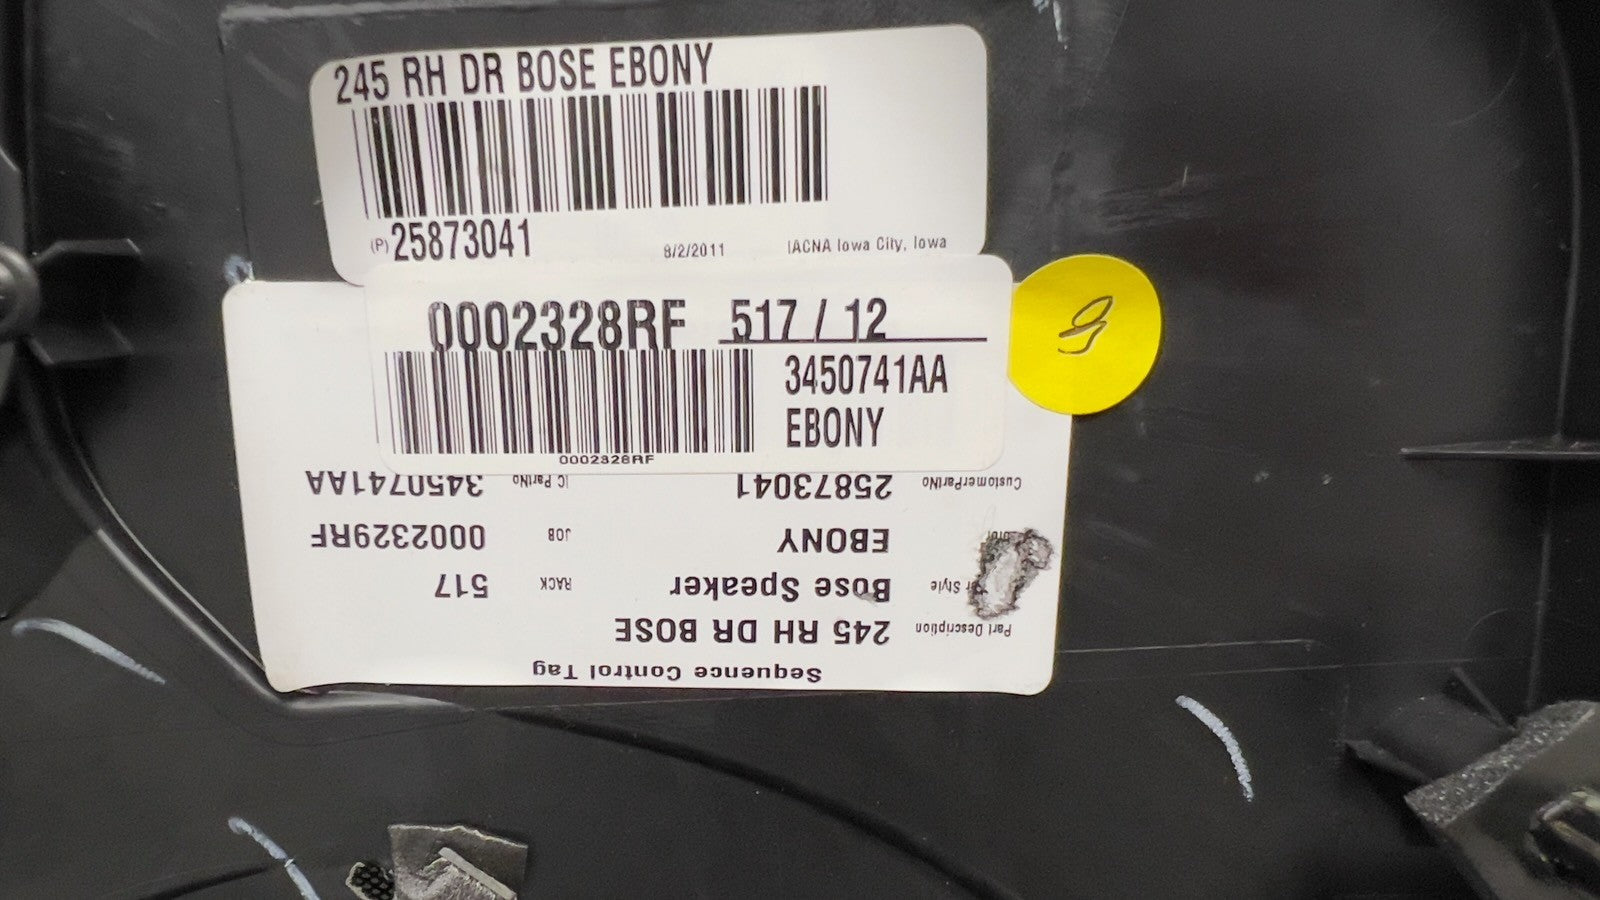 245 RH DR BOSE EBONY
(P) 25873041
8/2/2011
IACNA Iowa City, Iowa
0002328RF 517 / 12
3450741AA
EBONY
0002328RF
Sequence Control Tag
Part Description 245 RH DR BOSE
Style Bose Speaker RACK 517
EBONY JOB 0002329RF
CustomerPartNo 25873041 IC PartNo 3450741AA